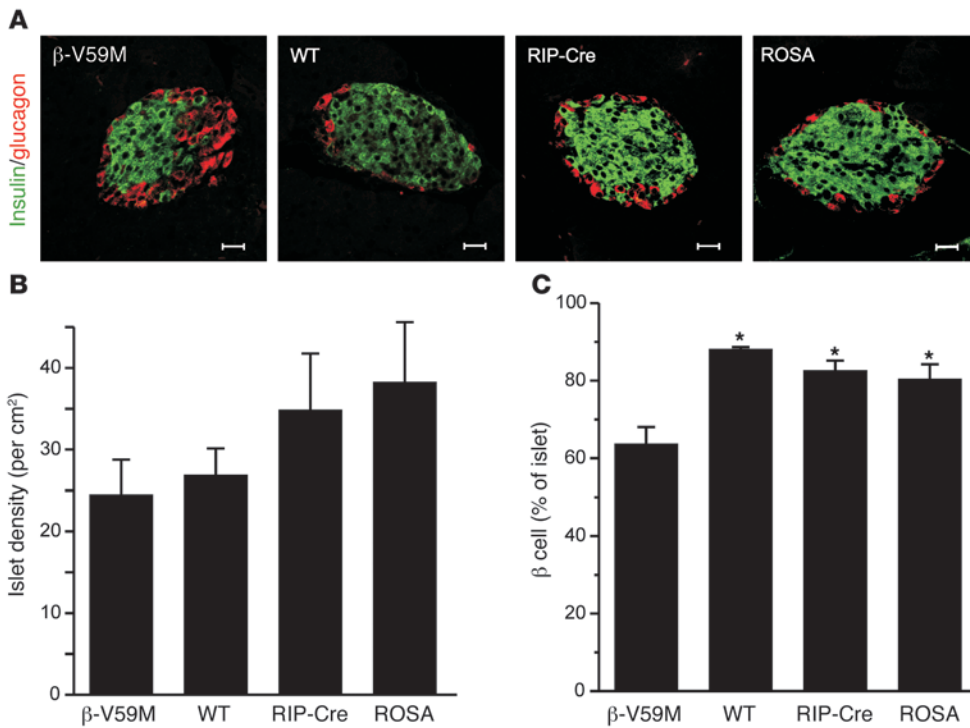 A
Insulin/glucagon
β-V59M
WT
RIP-Cre
ROSA
B
Islet density (per cm²)
40
30
20
10
0
β-V59M
WT
RIP-Cre
ROSA
C
β cell (% of islet)
100
80
60
40
20
0
*
*
*
β-V59M
WT
RIP-Cre
ROSA